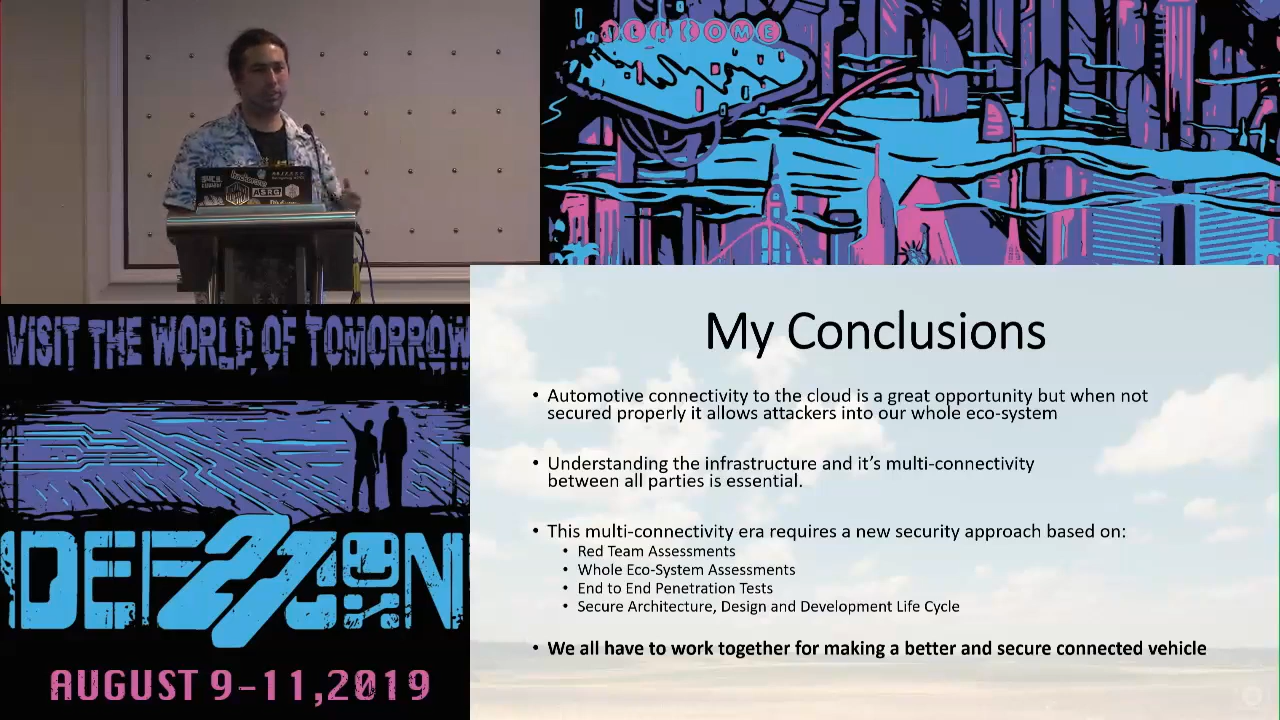 WELCOME
ASRG
VISIT THE WORLD OF TOMORROW
DEF 27 CON
AUGUST 9-11,2019
My Conclusions
• Automotive connectivity to the cloud is a great opportunity but when not
secured properly it allows attackers into our whole eco-system
• Understanding the infrastructure and it's multi-connectivity
between all parties is essential.
• This multi-connectivity era requires a new security approach based on:
• Red Team Assessments
• Whole Eco-System Assessments
• End to End Penetration Tests
• Secure Architecture, Design and Development Life Cycle
• We all have to work together for making a better and secure connected vehicle